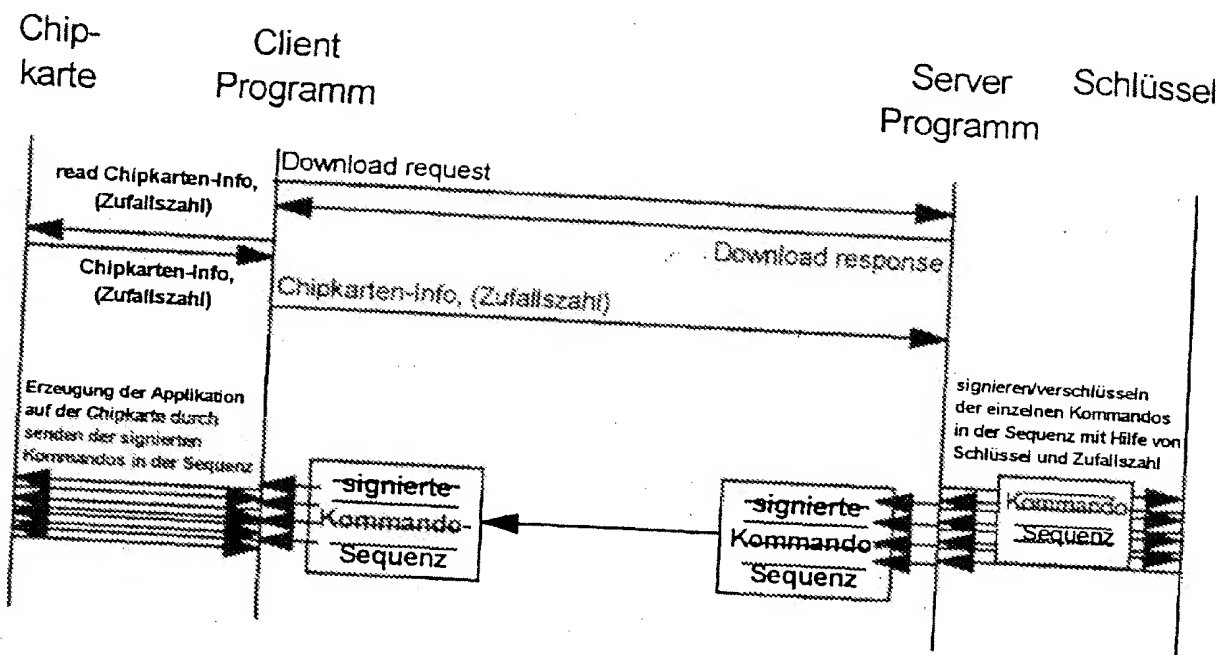 Chip-
karte
Client
Programm
Server
Programm
Schlüssel
read Chipkarten-Info,
(Zufallszahl)
Download request
Download response
Chipkarten-Info,
(Zufallszahl)
Chipkarten-Info, (Zufallszahl)
Erzeugung der Applikation
auf der Chipkarte durch
senden der signierten
Kommandos in der Sequenz
signieren/verschlüsseln
der einzelnen Kommandos
in der Sequenz mit Hilfe von
Schlüssel und Zufallszahl
signierte
Kommando-
Sequenz
signierte
Kommando
Sequenz
Kommando
Sequenz